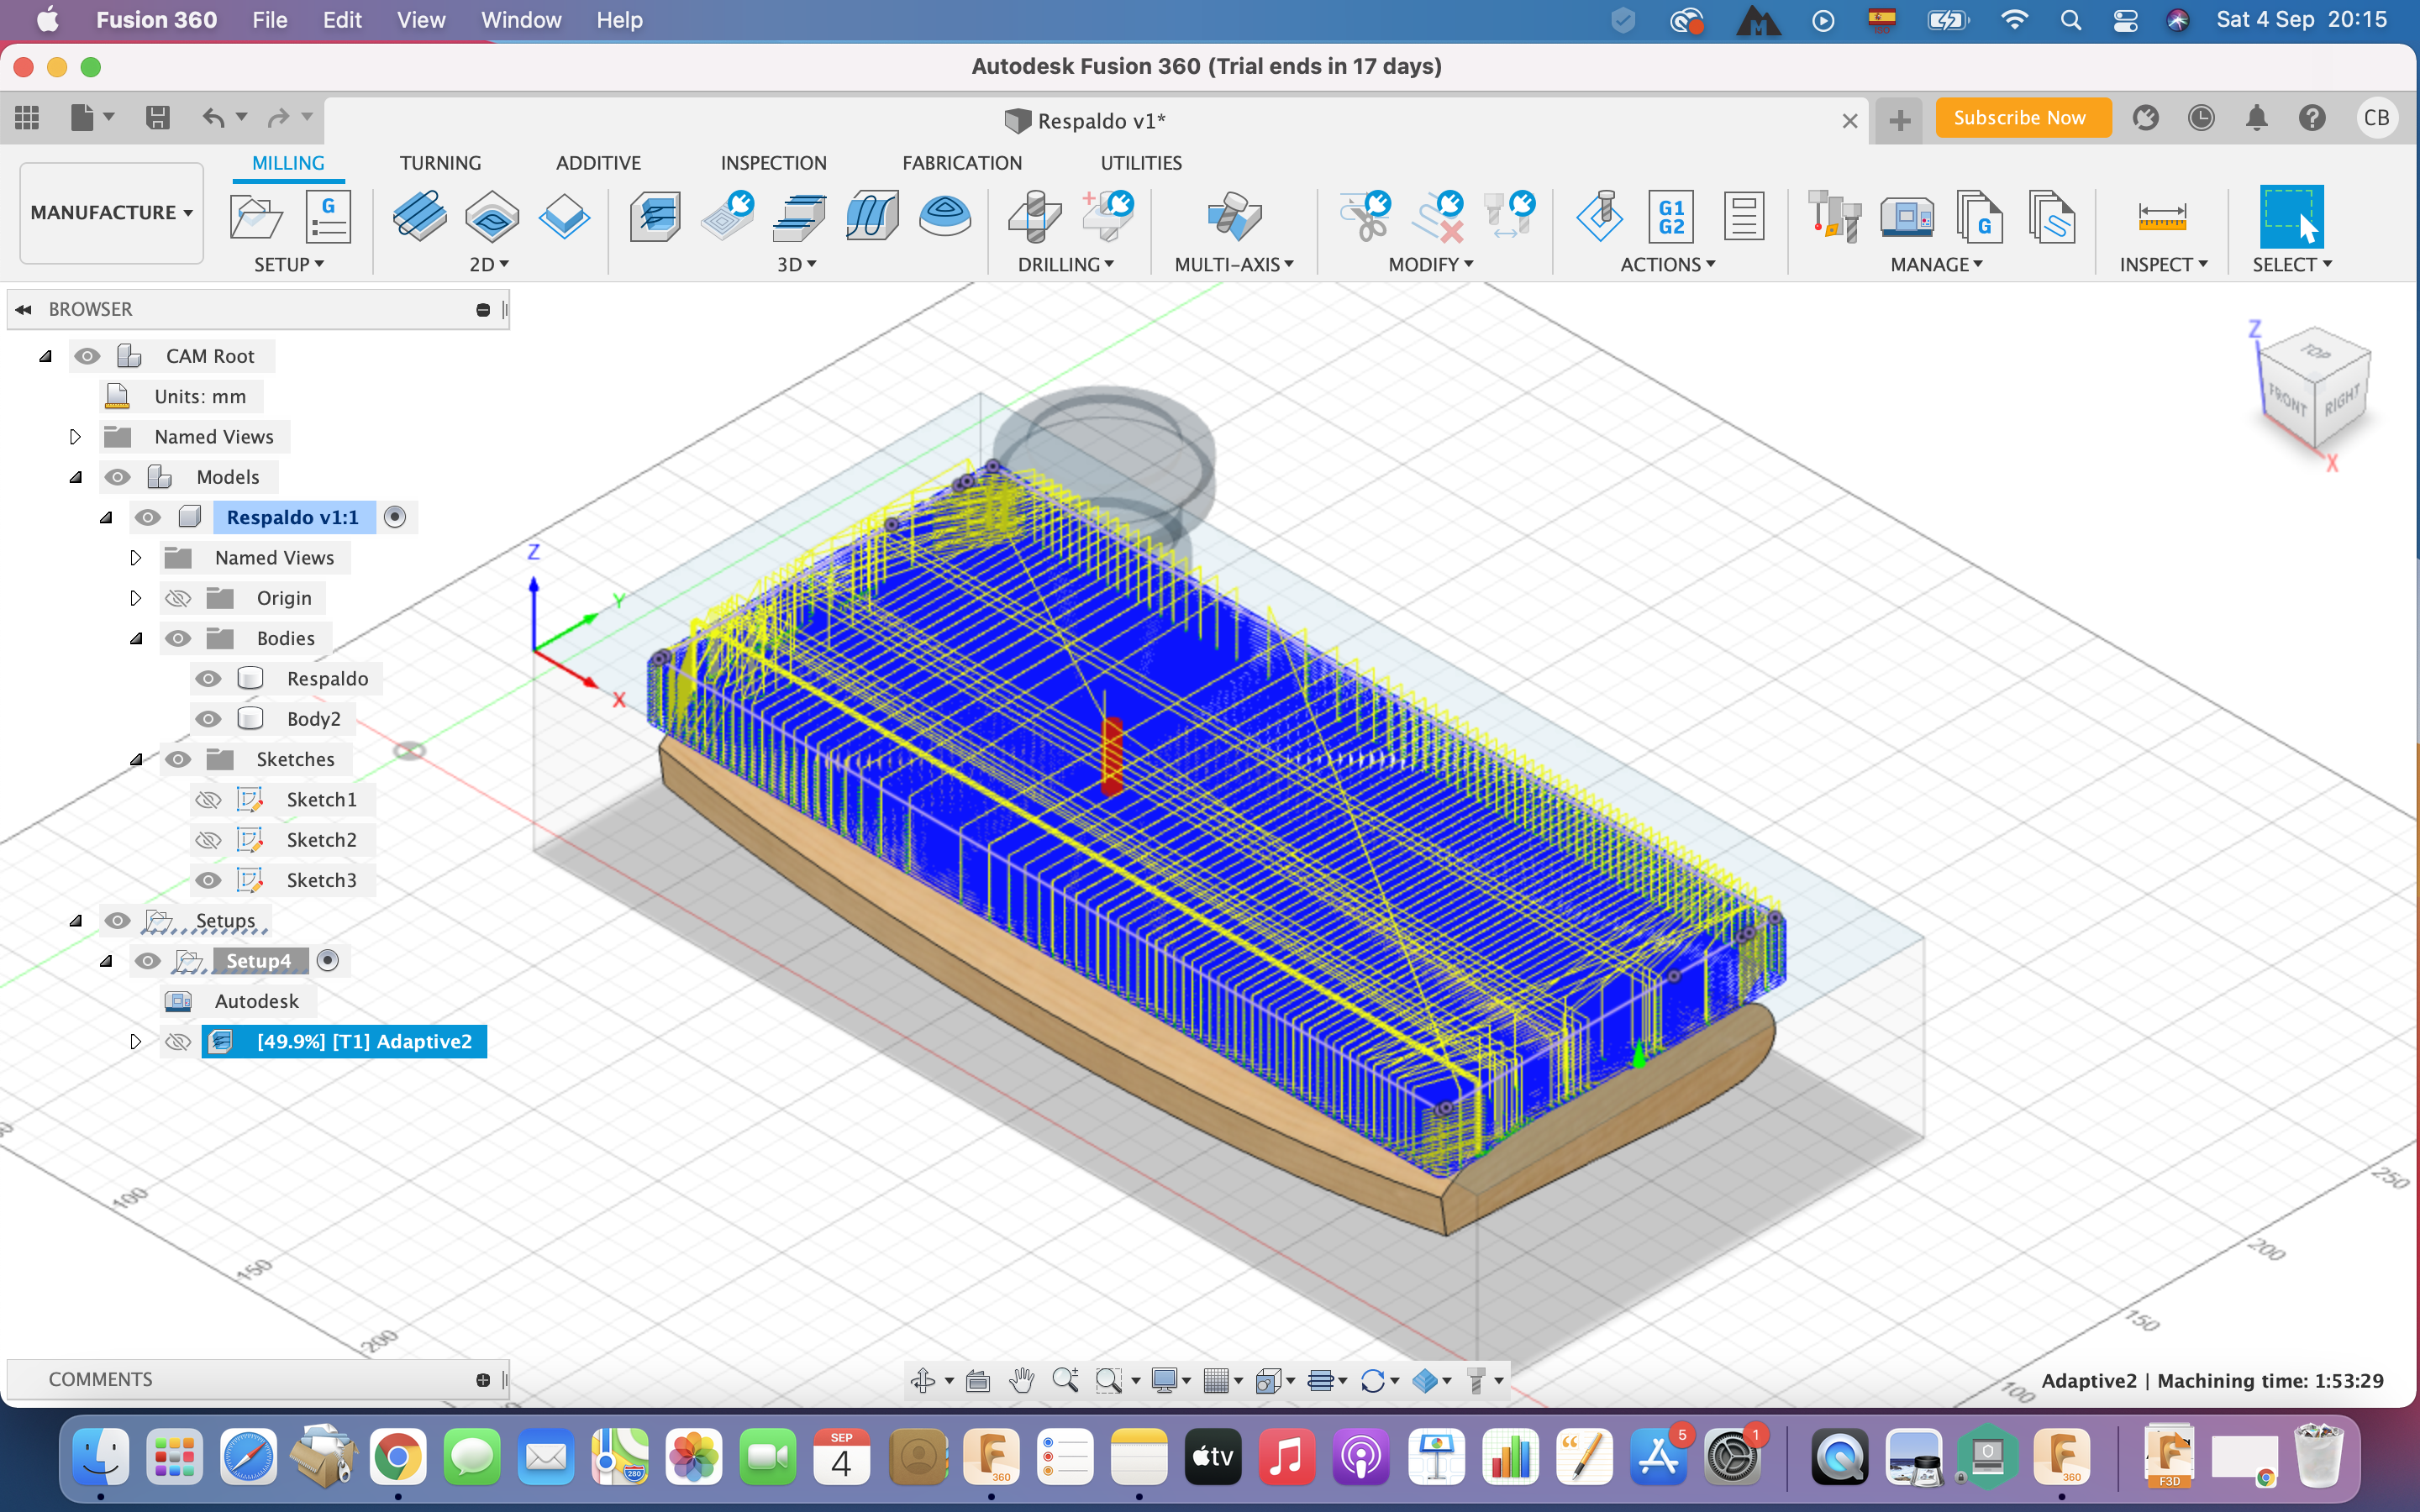 Fusion 360 File Edit View Window Help Sat 4 Sep 20:15
Autodesk Fusion 360 (Trial ends in 17 days)
Respaldo v1*
Subscribe Now
CB
MILLING TURNING ADDITIVE INSPECTION FABRICATION UTILITIES
MANUFACTURE
G
G1
G2
G
SETUP 2D 3D DRILLING MULTI-AXIS MODIFY ACTIONS MANAGE INSPECT SELECT
BROWSER
CAM Root
Units: mm
Named Views
Models
Respaldo v1:1
Named Views
Origin
Bodies
Respaldo
Body2
Sketches
Sketch1
Sketch2
Sketch3
Setups
Setup4
Autodesk
[49.9%] [T1] Adaptive2
Z
Y
X
Z
TOP
FRONT
RIGHT
X
100
150
200
250
200
150
100
COMMENTS
Adaptive2 | Machining time: 1:53:29
SEP
4
280
360
tv
5
1
360
F3D